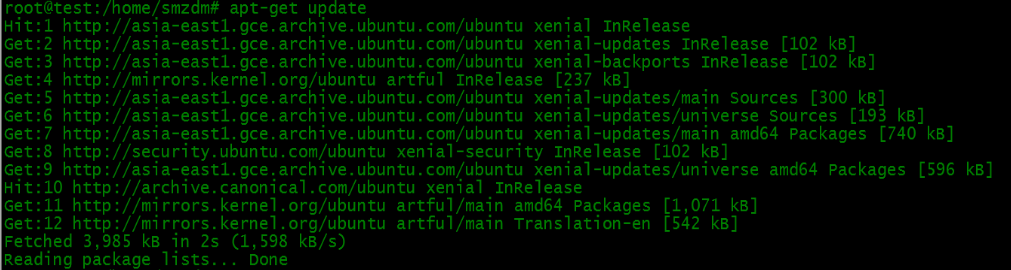 root@test:/home/smzdm# apt-get update
Hit:1 http://asia-east1.gce.archive.ubuntu.com/ubuntu xenial InRelease
Get:2 http://asia-east1.gce.archive.ubuntu.com/ubuntu xenial-updates InRelease [102 kB]
Get:3 http://asia-east1.gce.archive.ubuntu.com/ubuntu xenial-backports InRelease [102 kB]
Get:4 http://mirrors.kernel.org/ubuntu artful InRelease [237 kB]
Get:5 http://asia-east1.gce.archive.ubuntu.com/ubuntu xenial-updates/main Sources [300 kB]
Get:6 http://asia-east1.gce.archive.ubuntu.com/ubuntu xenial-updates/universe Sources [193 kB]
Get:7 http://asia-east1.gce.archive.ubuntu.com/ubuntu xenial-updates/main amd64 Packages [740 kB]
Get:8 http://security.ubuntu.com/ubuntu xenial-security InRelease [102 kB]
Get:9 http://asia-east1.gce.archive.ubuntu.com/ubuntu xenial-updates/universe amd64 Packages [596 kB]
Hit:10 http://archive.canonical.com/ubuntu xenial InRelease
Get:11 http://mirrors.kernel.org/ubuntu artful/main amd64 Packages [1,071 kB]
Get:12 http://mirrors.kernel.org/ubuntu artful/main Translation-en [542 kB]
Fetched 3,985 kB in 2s (1,598 kB/s)
Reading package lists... Done